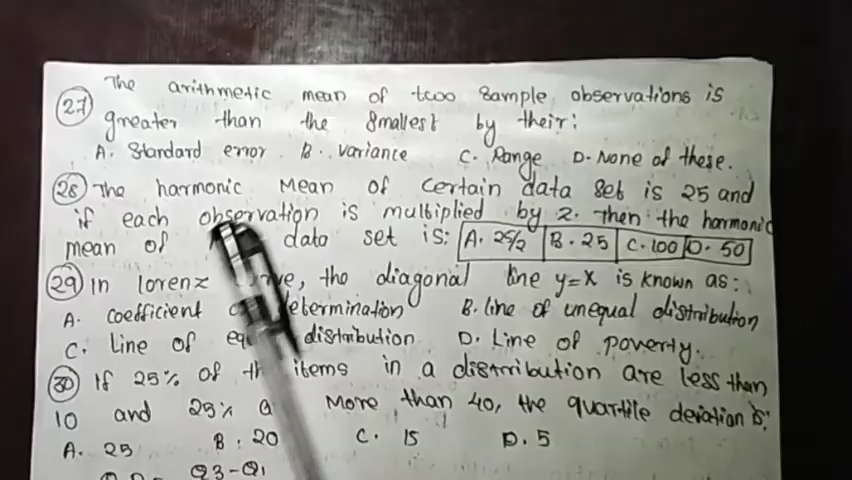 The arithmetic mean of two sample observations is
27 greater than the smallest by their:
A. Standard error B. variance C. Range D. None of these.
28 The harmonic Mean of certain data set is 25 and
if each observation is multiplied by 2. then the harmonic
mean of data set is: A. 25/2 B. 25 C. 100 D. 50
29 In lorenz the diagonal line y=x is known as:
A. coefficient determination B. line of unequal distribution
C. Line of distribution D. Line of poverty.
30 If 25% of items in a distribution are less than
10 and 25% More than 40, the quartile deviation is:
A. 25 B. 20 C. 15 D. 5
Q3-Q1